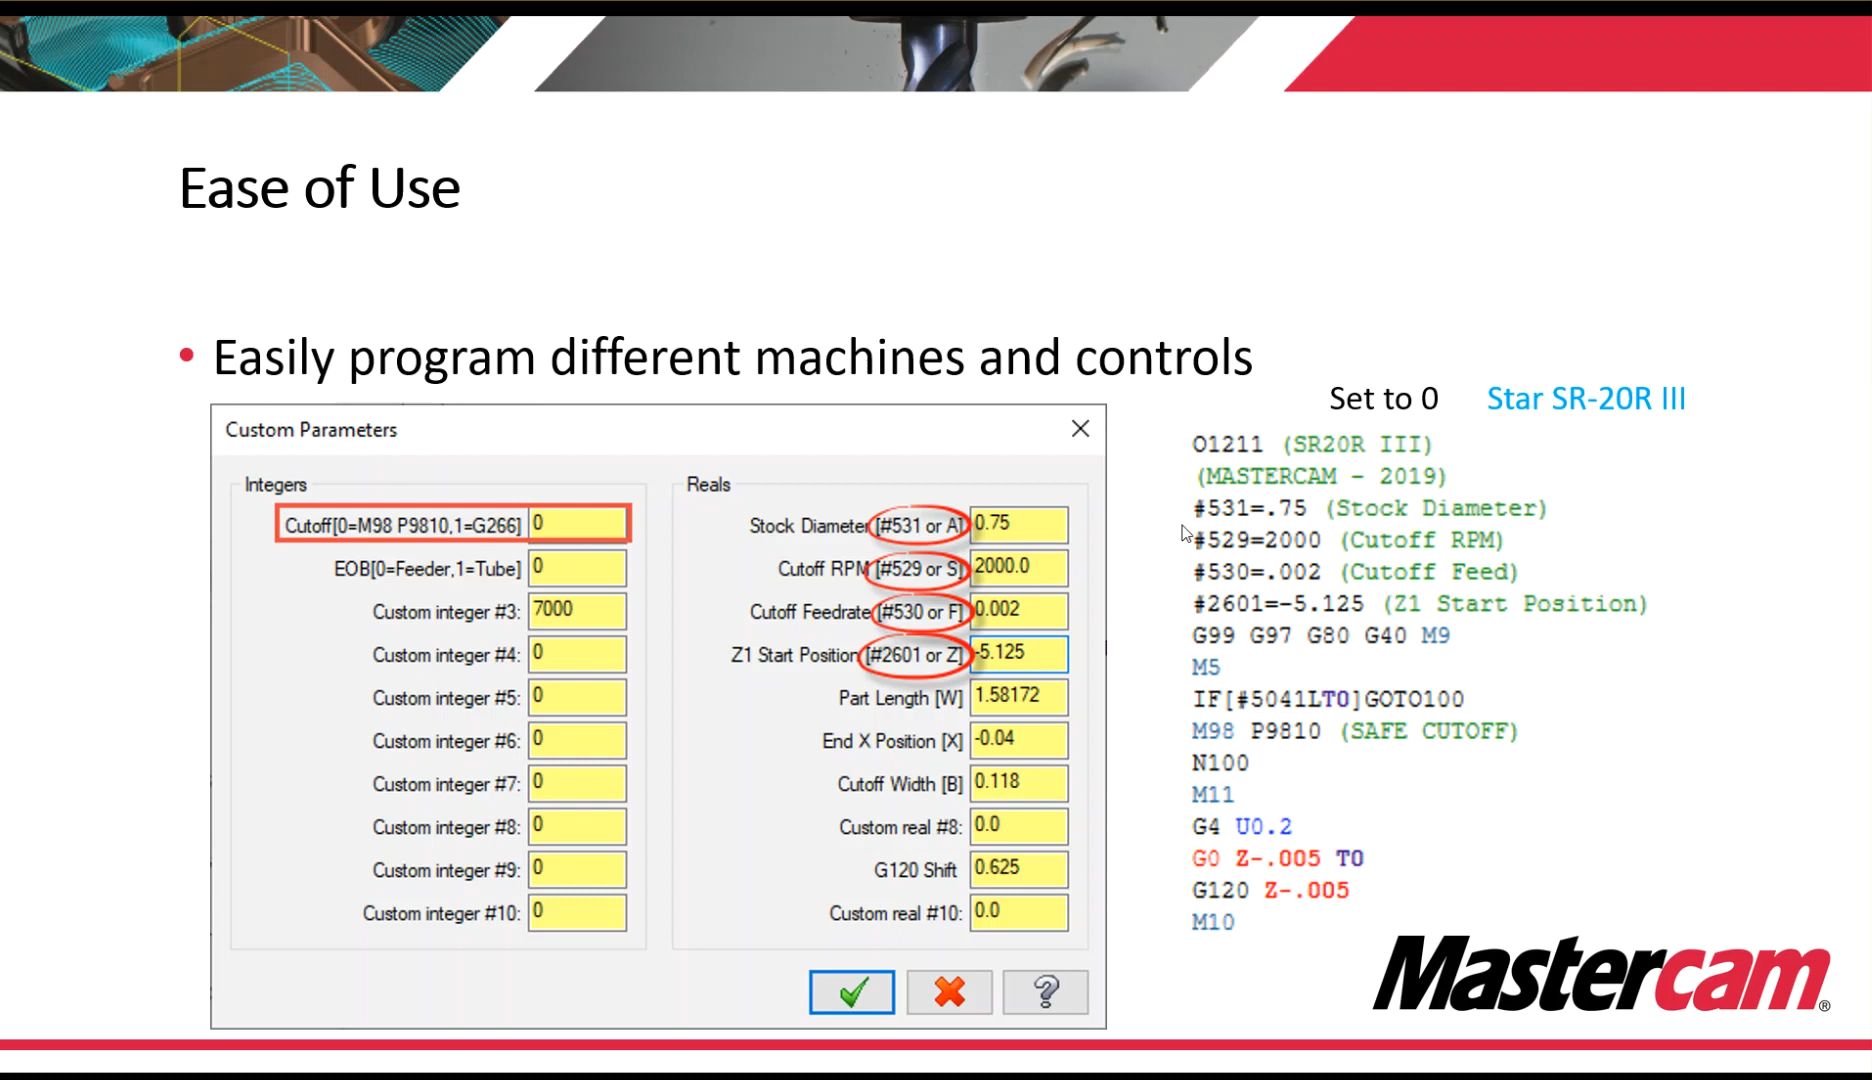 Ease of Use
• Easily program different machines and controls
Set to 0 Star SR-20R III
Custom Parameters
Integers
Cutoff[0=M98 P9810,1=G266] 0
EOB[0=Feeder,1=Tube] 0
Custom integer #3: 7000
Custom integer #4: 0
Custom integer #5: 0
Custom integer #6: 0
Custom integer #7: 0
Custom integer #8: 0
Custom integer #9: 0
Custom integer #10: 0
Reals
Stock Diameter [#531 or A] 0.75
Cutoff RPM [#529 or S] 2000.0
Cutoff Feedrate [#530 or F] 0.002
Z1 Start Position [#2601 or Z] -5.125
Part Length [W] 1.58172
End X Position [X] -0.04
Cutoff Width [B] 0.118
Custom real #8: 0.0
G120 Shift 0.625
Custom real #10: 0.0
O1211 (SR20R III)
(MASTERCAM - 2019)
#531=.75 (Stock Diameter)
#529=2000 (Cutoff RPM)
#530=.002 (Cutoff Feed)
#2601=-5.125 (Z1 Start Position)
G99 G97 G80 G40 M9
M5
IF[#5041LT0]GOTO100
M98 P9810 (SAFE CUTOFF)
N100
M11
G4 U0.2
G0 Z-.005 T0
G120 Z-.005
M10
Mastercam®